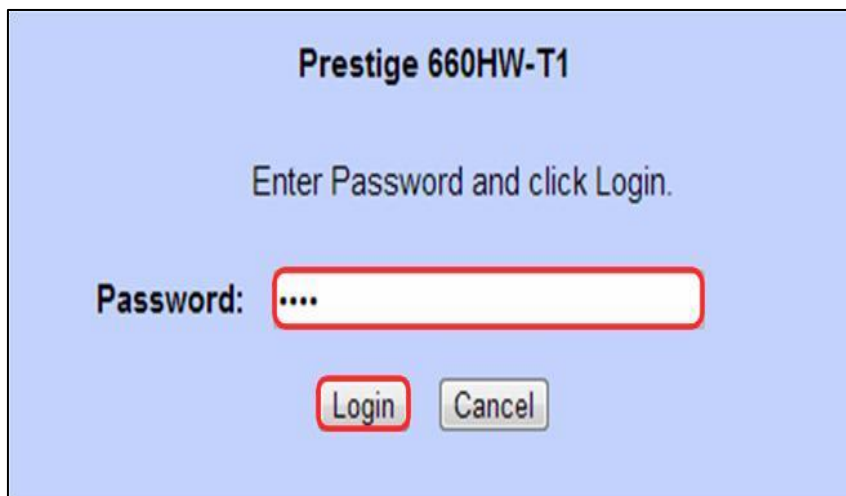 Prestige 660HW-T1
Enter Password and click Login.
Password: ••••
Login Cancel